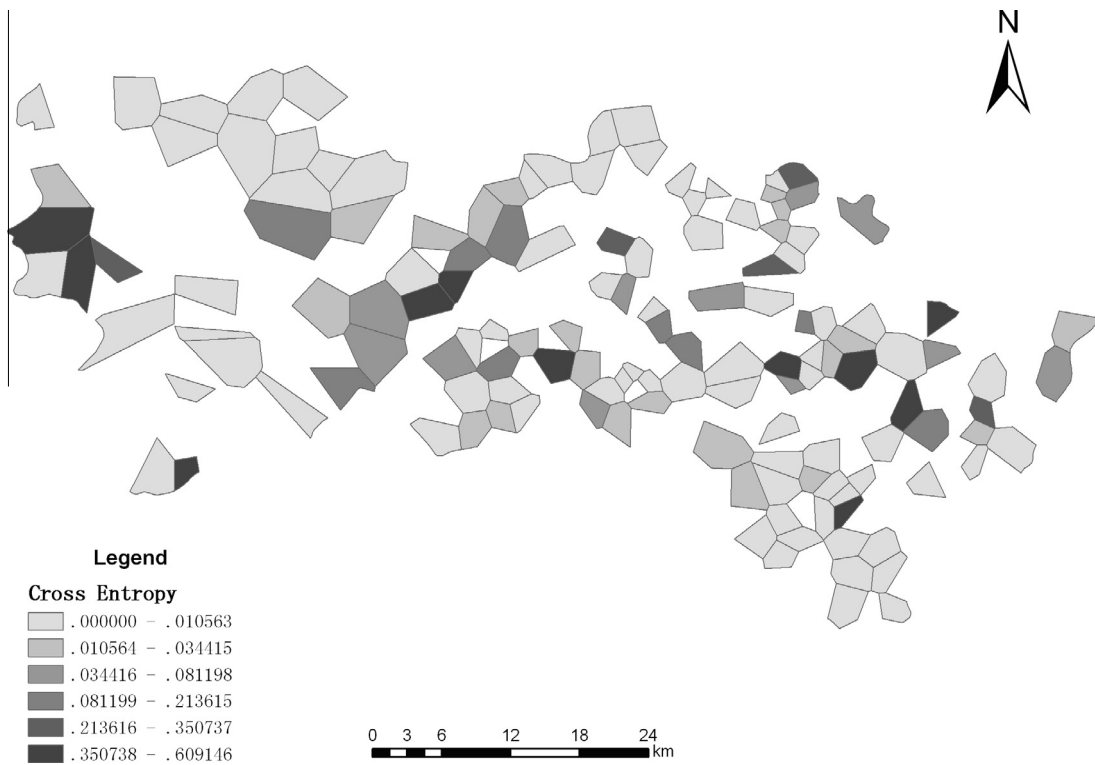 N
Legend
Cross Entropy
.000000 - .010563
.010564 - .034415
.034416 - .081198
.081199 - .213615
.213616 - .350737
.350738 - .609146
0 3 6 12 18 24
km